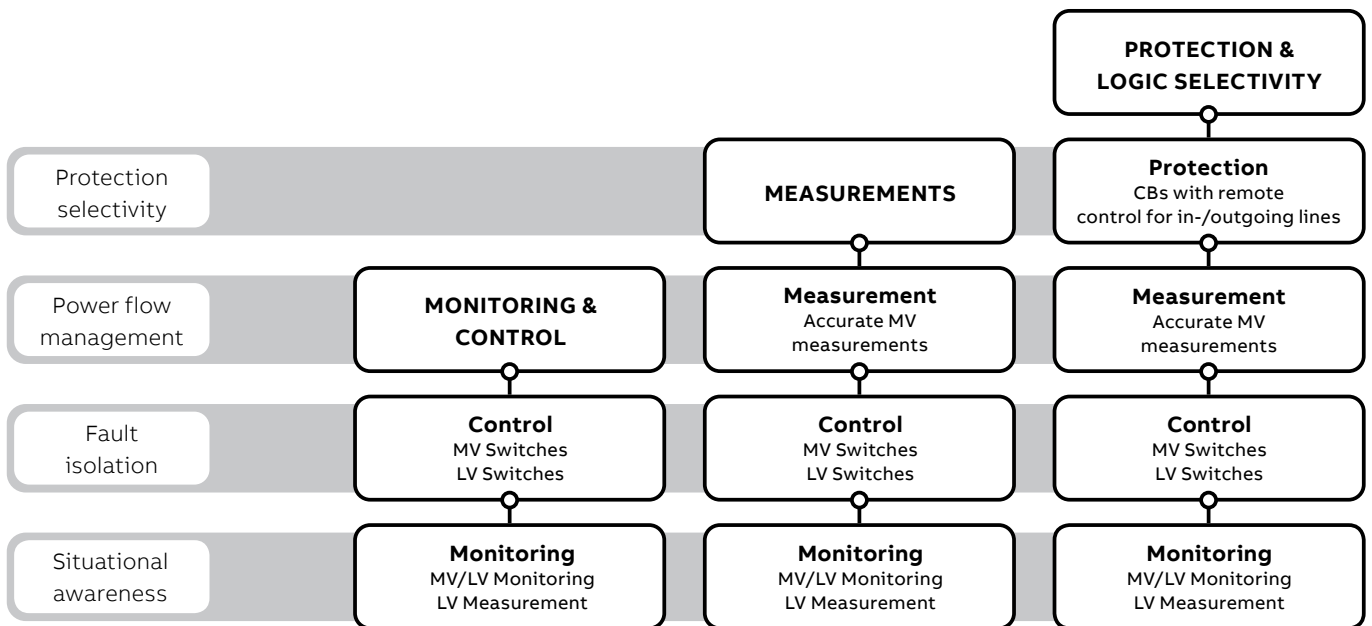 PROTECTION &
LOGIC SELECTIVITY
Protection
selectivity
MEASUREMENTS
Protection
CBs with remote
control for in-/outgoing lines
Power flow
management
MONITORING &
CONTROL
Measurement
Accurate MV
measurements
Measurement
Accurate MV
measurements
Fault
isolation
Control
MV Switches
LV Switches
Control
MV Switches
LV Switches
Control
MV Switches
LV Switches
Situational
awareness
Monitoring
MV/LV Monitoring
LV Measurement
Monitoring
MV/LV Monitoring
LV Measurement
Monitoring
MV/LV Monitoring
LV Measurement